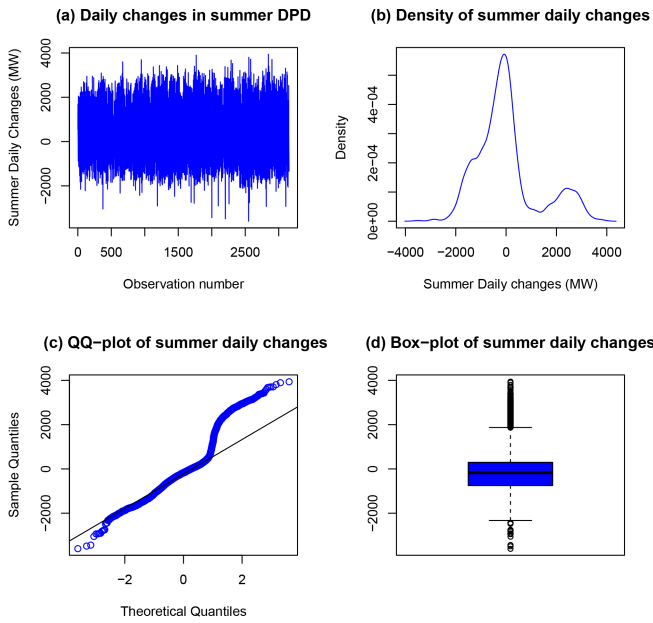 (a) Daily changes in summer DPD
Summer Daily Changes (MW)
4000
2000
0
−2000
0 500 1500 2500
Observation number
(b) Density of summer daily changes
Density
4e−04
2e−04
0e+00
−4000 −2000 0 2000 4000
Summer Daily changes (MW)
(c) QQ−plot of summer daily changes
Sample Quantiles
4000
2000
0
−2000
−2 0 2
Theoretical Quantiles
(d) Box−plot of summer daily changes
4000
2000
0
−2000